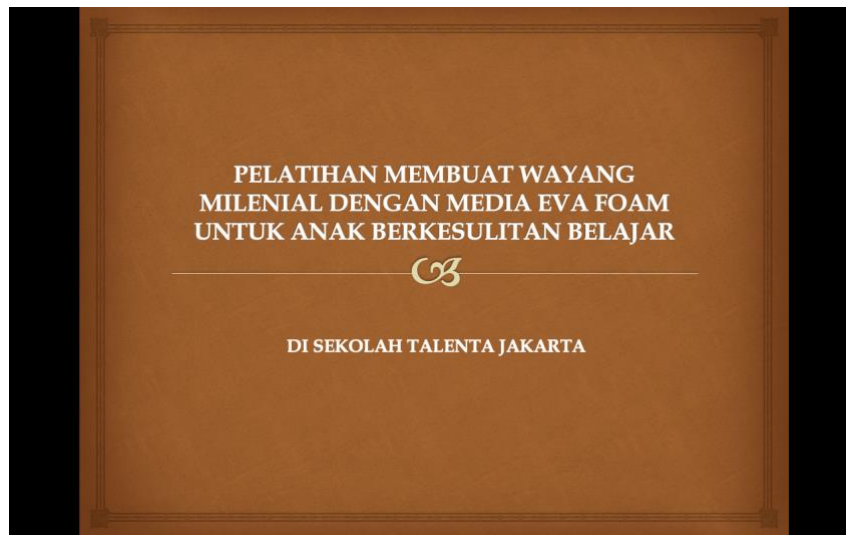 PELATIHAN MEMBUAT WAYANG
MILENIAL DENGAN MEDIA EVA FOAM
UNTUK ANAK BERKESULITAN BELAJAR
DI SEKOLAH TALENTA JAKARTA